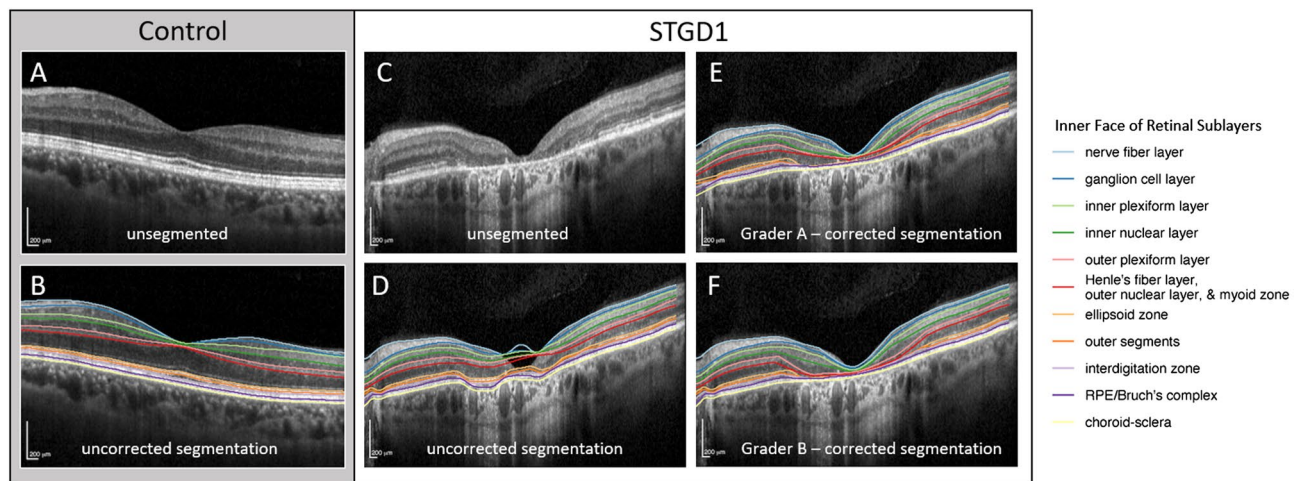 Control
STGD1
A
unsegmented
200 µm
C
unsegmented
200 µm
E
Grader A – corrected segmentation
200 µm
B
uncorrected segmentation
200 µm
D
uncorrected segmentation
200 µm
F
Grader B – corrected segmentation
200 µm
Inner Face of Retinal Sublayers
nerve fiber layer
ganglion cell layer
inner plexiform layer
inner nuclear layer
outer plexiform layer
Henle's fiber layer,
outer nuclear layer, & myoid zone
ellipsoid zone
outer segments
interdigitation zone
RPE/Bruch's complex
choroid-sclera